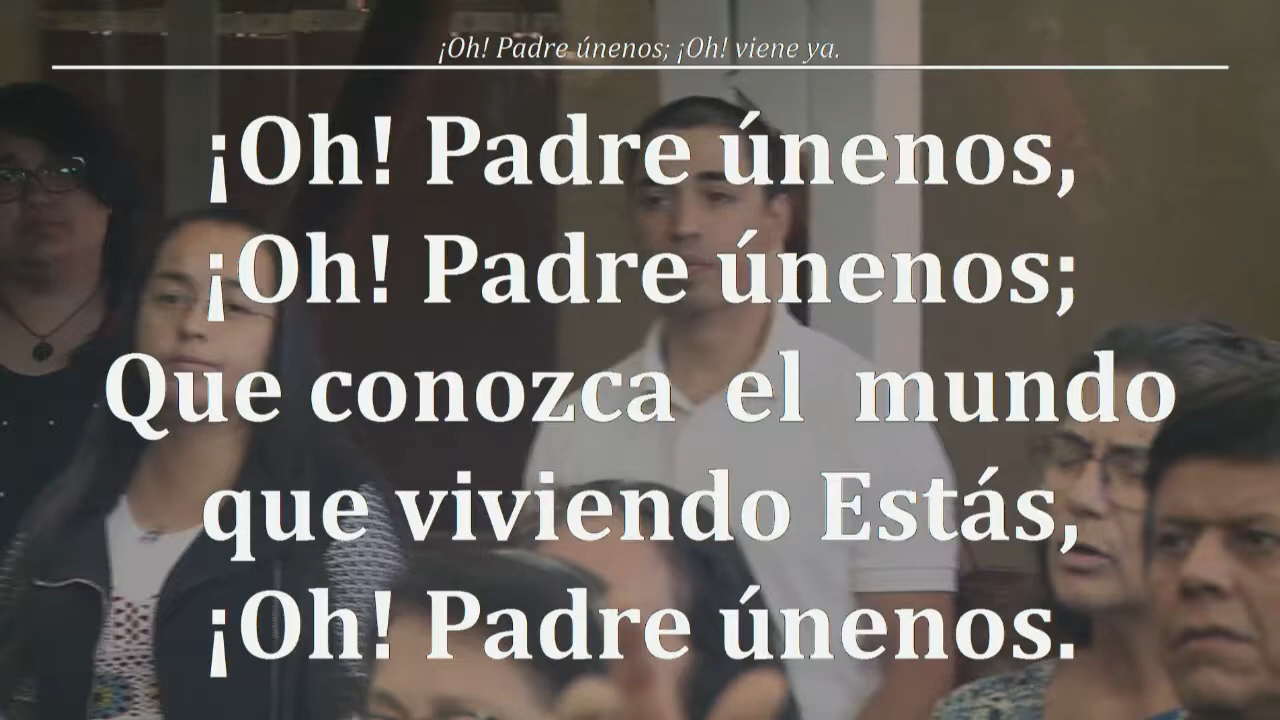 ¡Oh! Padre únenos; ¡Oh! viene ya.
¡Oh! Padre únenos,
¡Oh! Padre únenos;
Que conozca el mundo
que viviendo Estás,
¡Oh! Padre únenos.